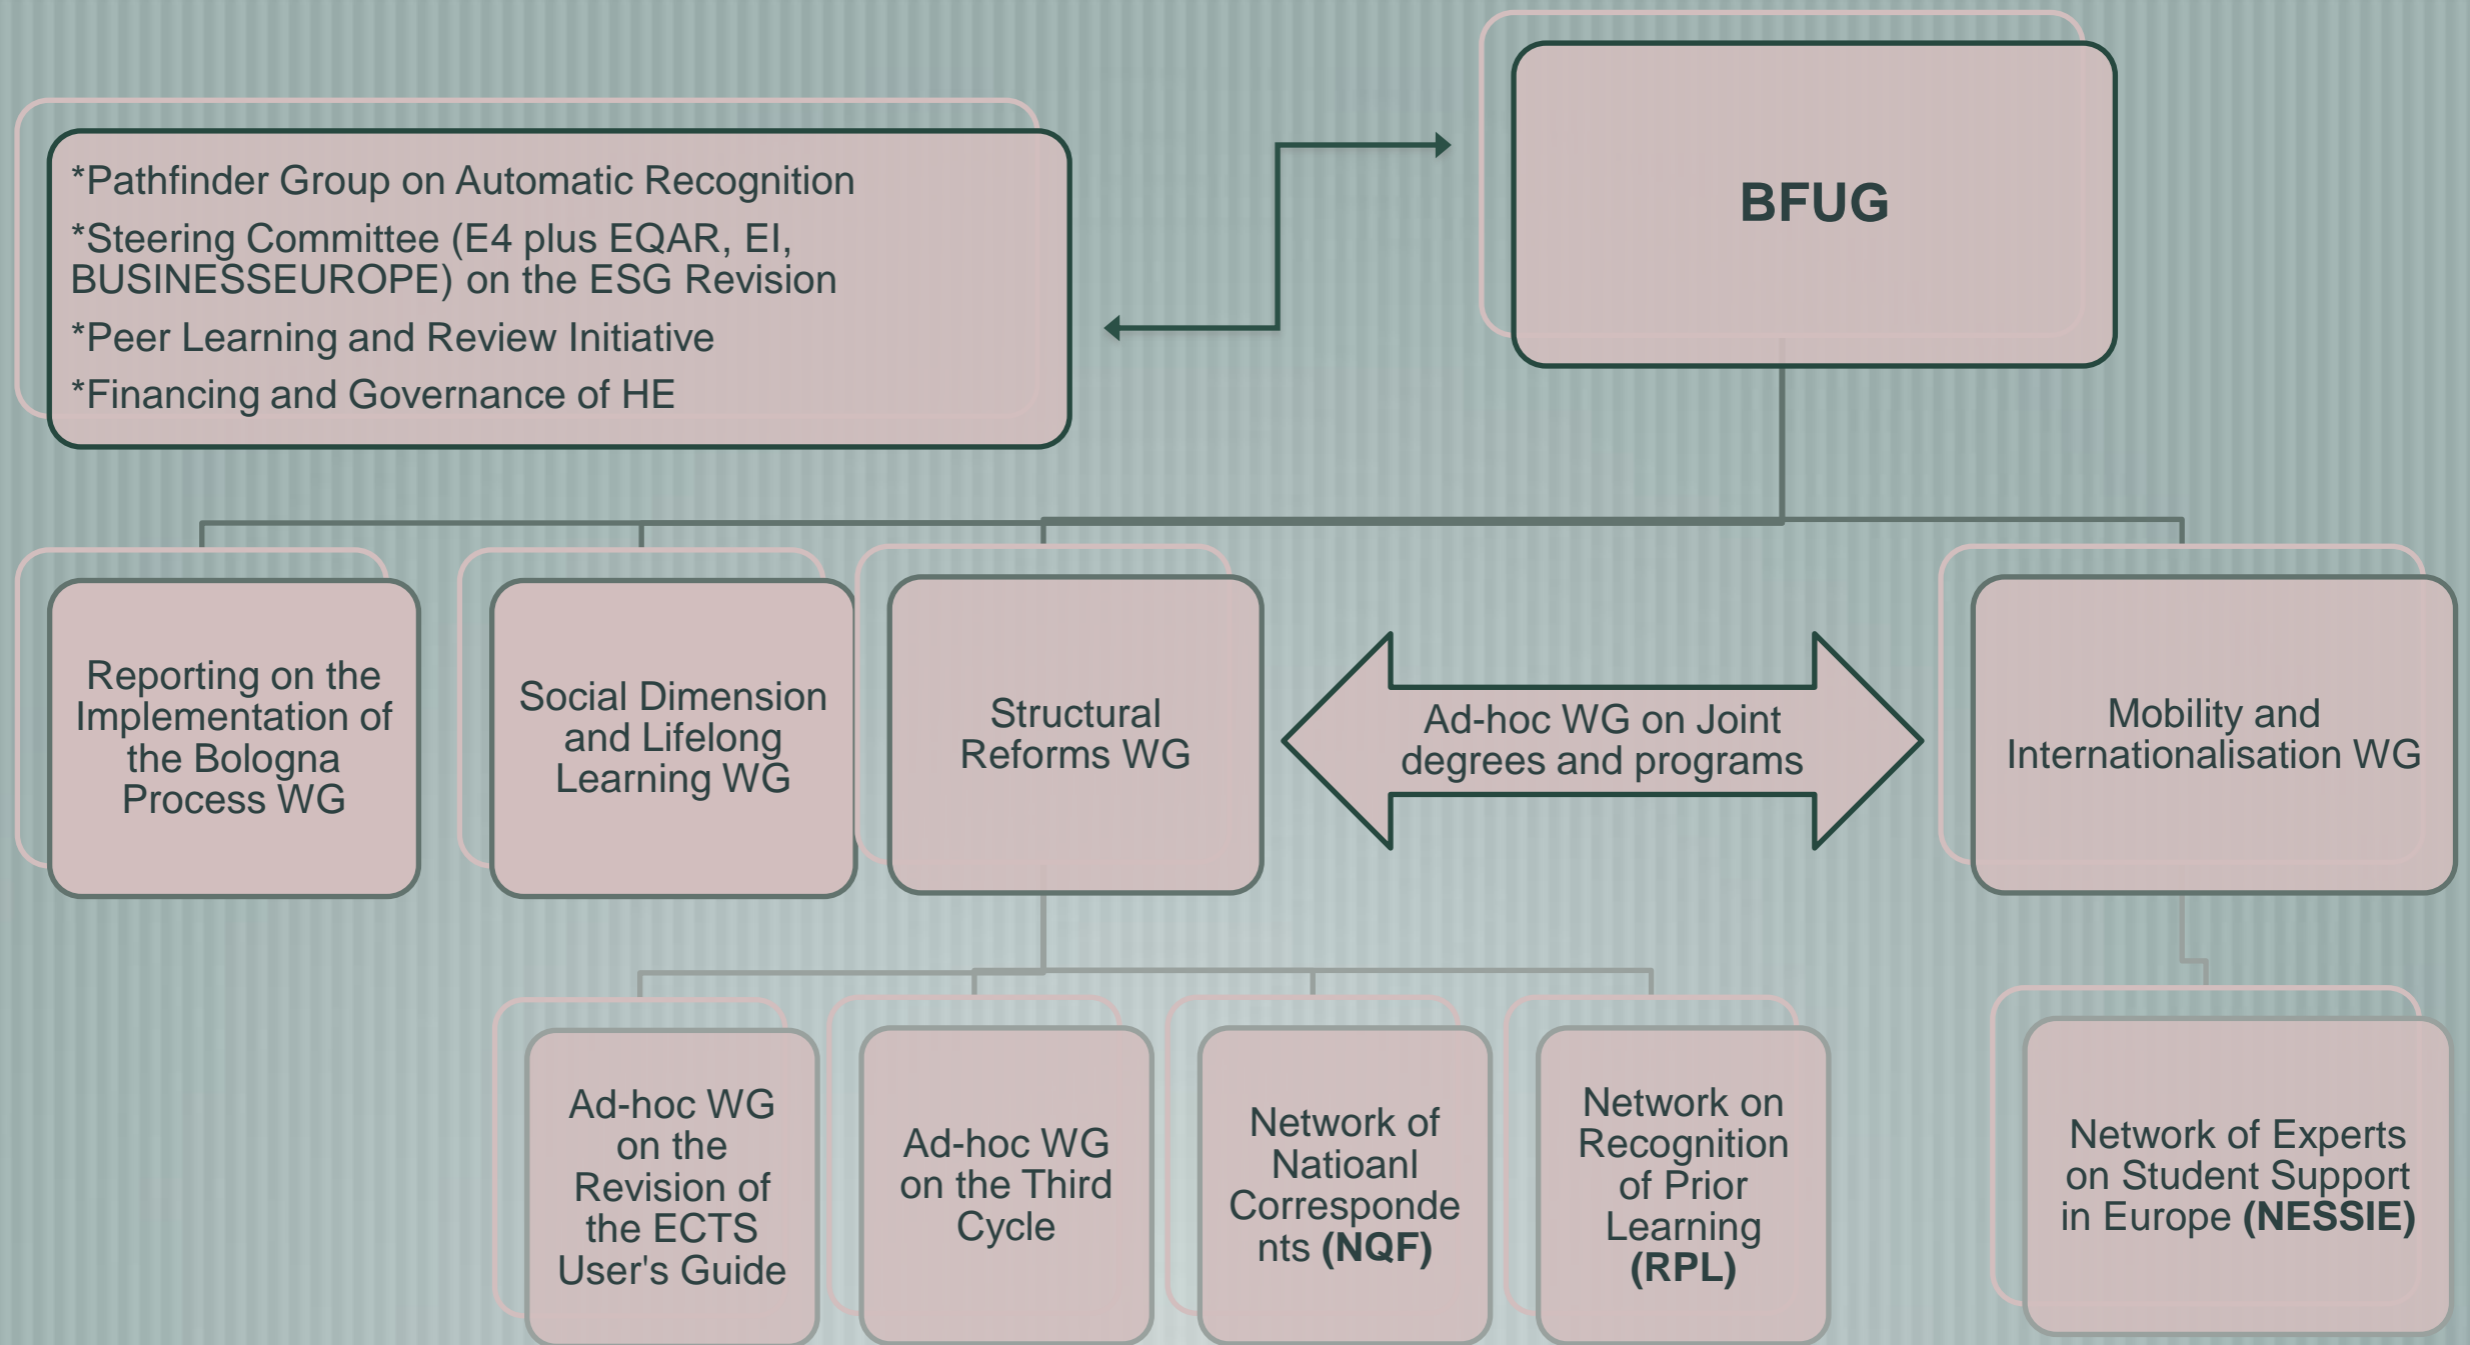 BFUG
*Pathfinder Group on Automatic Recognition
*Steering Committee (E4 plus EQAR, EI,
BUSINESSEUROPE) on the ESG Revision
*Peer Learning and Review Initiative
*Financing and Governance of HE
Reporting on the
Implementation of
the Bologna
Process WG
Social Dimension
and Lifelong
Learning WG
Structural
Reforms WG
Ad-hoc WG on Joint
degrees and programs
Mobility and
Internationalisation WG
Ad-hoc WG
on the
Revision of
the ECTS
User's Guide
Ad-hoc WG
on the Third
Cycle
Network of
Natioanl
Corresponde
nts (NQF)
Network on
Recognition
of Prior
Learning
(RPL)
Network of Experts
on Student Support
in Europe (NESSIE)